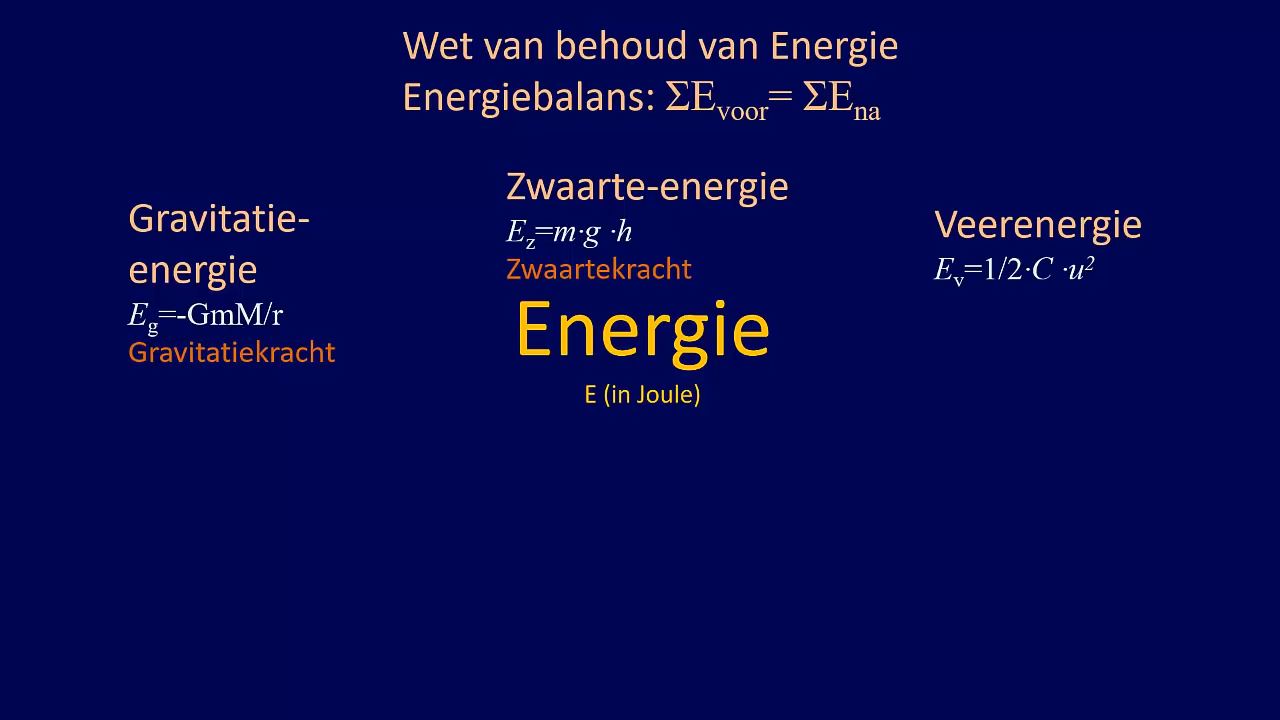 Wet van behoud van Energie
Energiebalans: ΣEvoor= ΣEna
Gravitatie-
energie
Eg=-GmM/r
Gravitatiekracht
Zwaarte-energie
Ez=m·g ·h
Zwaartekracht
Veerenergie
Ev=1/2·C ·u²
Energie
E (in Joule)